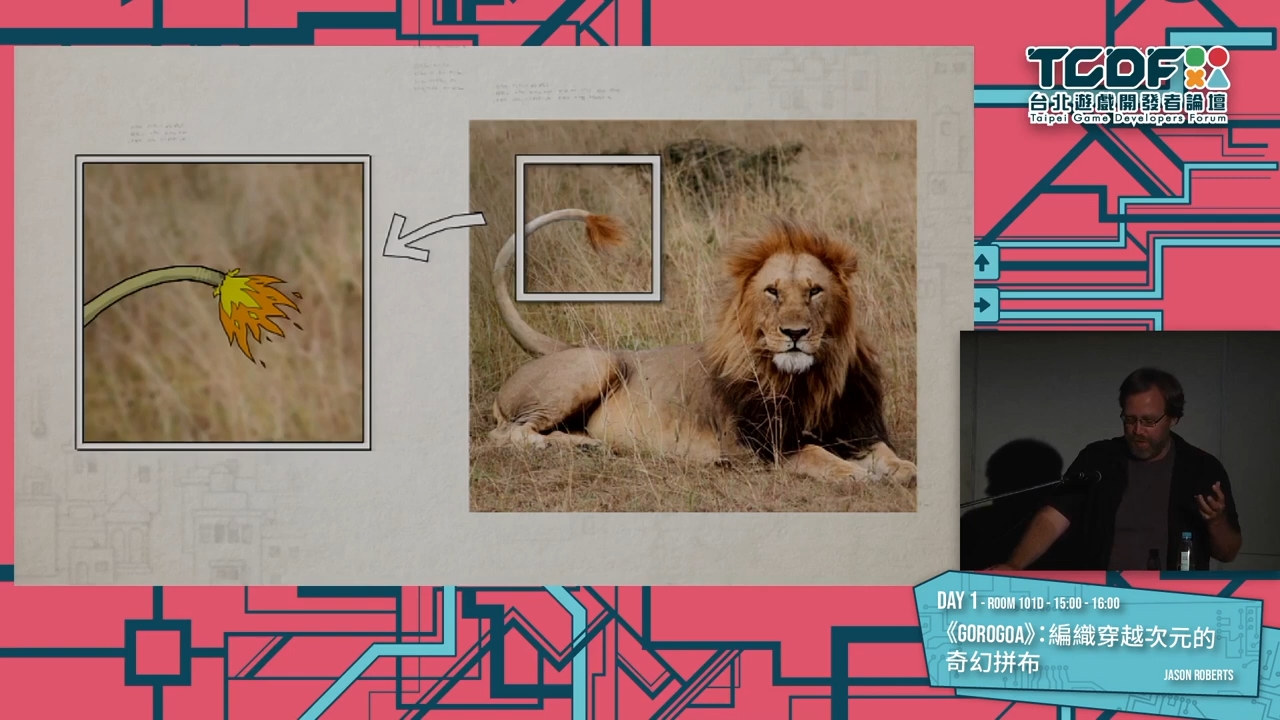 TGDF
台北遊戲開發者論壇
Taipei Game Developers Forum
DAY 1 - ROOM 101D - 15:00 - 16:00
《GOROGOA》：編織穿越次元的
奇幻拼布
JASON ROBERTS